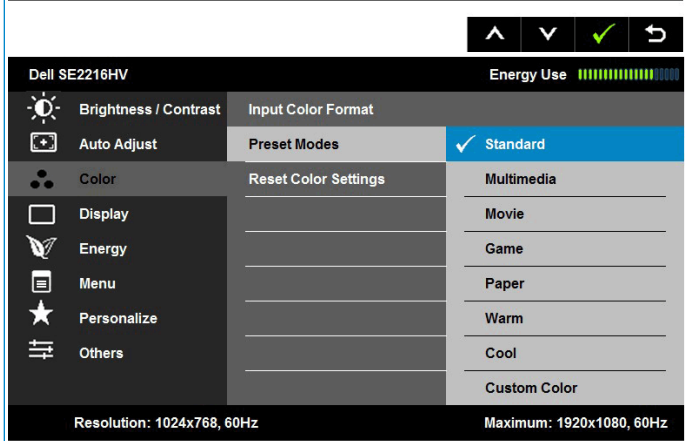 Dell SE2216HV Energy Use
Brightness / Contrast Input Color Format
Auto Adjust Preset Modes Standard
Color Reset Color Settings Multimedia
Display Movie
Energy Game
Menu Paper
Personalize Warm
Others Cool
Custom Color
Resolution: 1024x768, 60Hz Maximum: 1920x1080, 60Hz